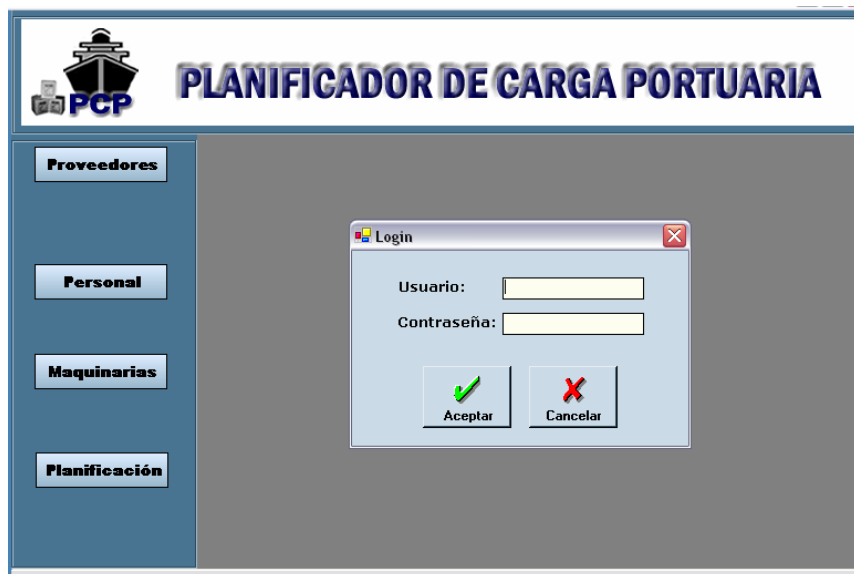 PCP
PLANIFICADOR DE CARGA PORTUARIA
Proveedores
Personal
Maquinarias
Planificación
Login
Usuario:
Contraseña:
Aceptar
Cancelar